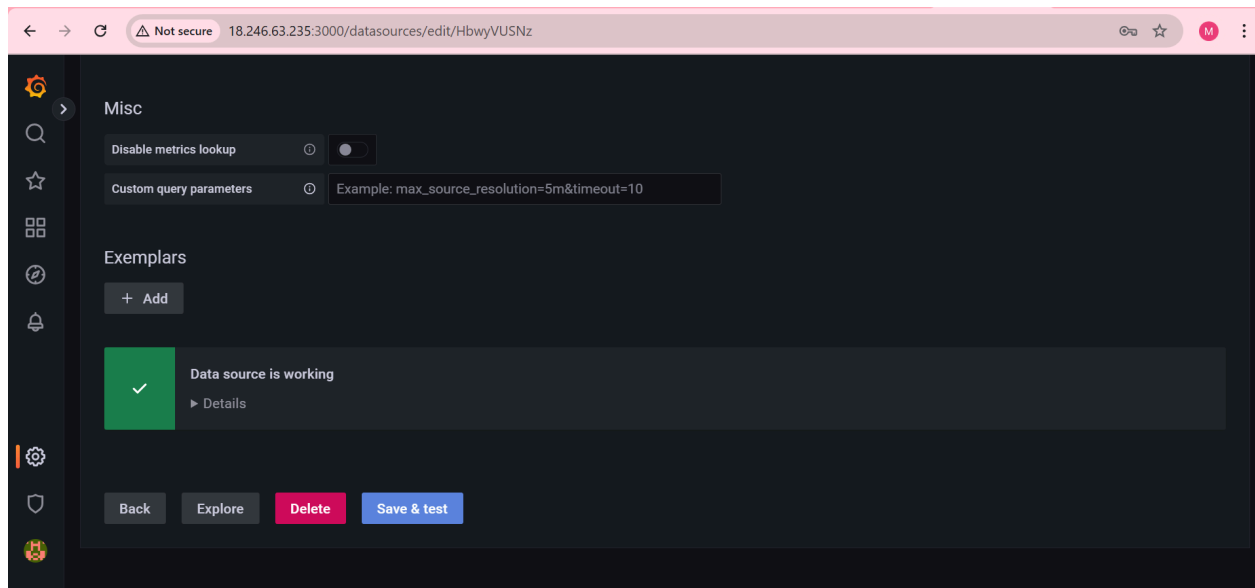 Not secure 18.246.63.235:3000/datasources/edit/HbwyVUSNz
M
Misc
Disable metrics lookup
Custom query parameters Example: max_source_resolution=5m&timeout=10
Exemplars
+ Add
Data source is working
Details
Back Explore Delete Save & test